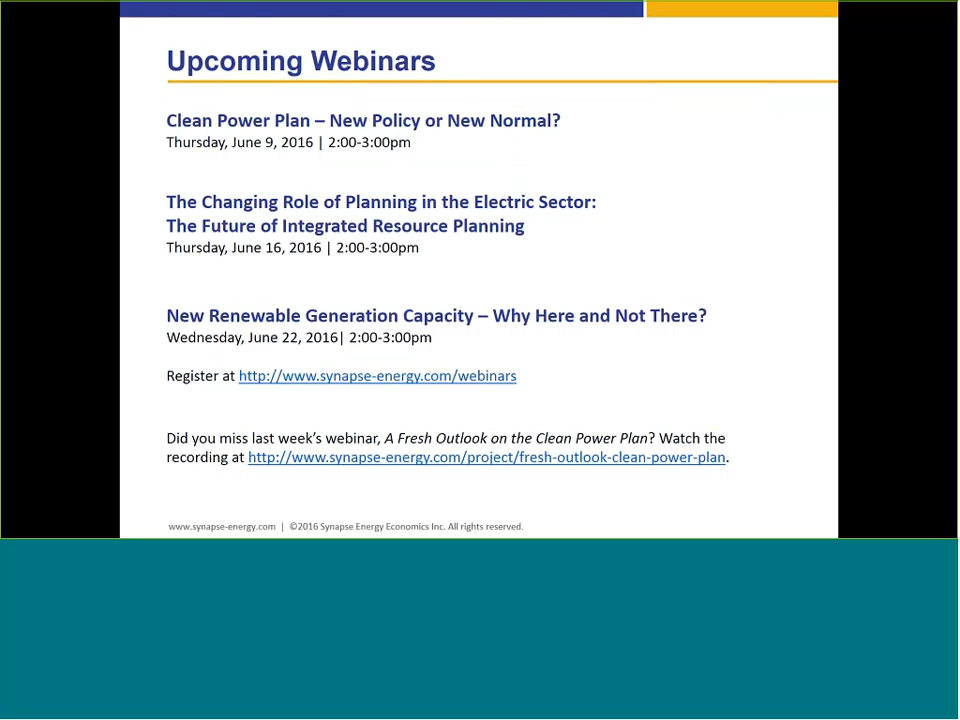 Upcoming Webinars
Clean Power Plan – New Policy or New Normal?
Thursday, June 9, 2016 | 2:00-3:00pm
The Changing Role of Planning in the Electric Sector:
The Future of Integrated Resource Planning
Thursday, June 16, 2016 | 2:00-3:00pm
New Renewable Generation Capacity – Why Here and Not There?
Wednesday, June 22, 2016| 2:00-3:00pm
Register at http://www.synapse-energy.com/webinars
Did you miss last week’s webinar, A Fresh Outlook on the Clean Power Plan? Watch the
recording at http://www.synapse-energy.com/project/fresh-outlook-clean-power-plan.
www.synapse-energy.com | ©2016 Synapse Energy Economics Inc. All rights reserved.